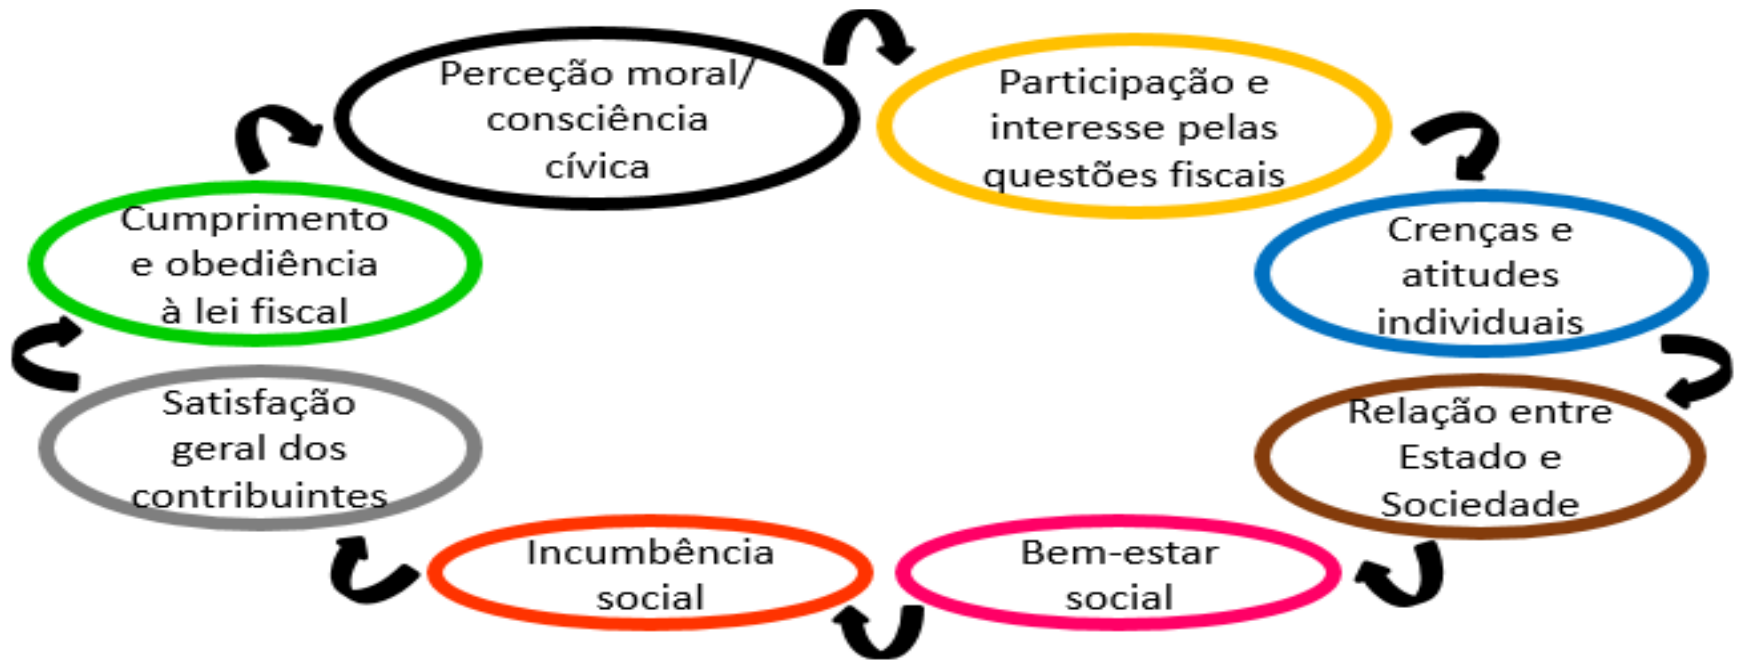 Perceção moral/
consciência
cívica
Participação e
interesse pelas
questões fiscais
Crenças e
atitudes
individuais
Relação entre
Estado e
Sociedade
Bem-estar
social
Incumbência
social
Satisfação
geral dos
contribuintes
Cumprimento
e obediência
à lei fiscal